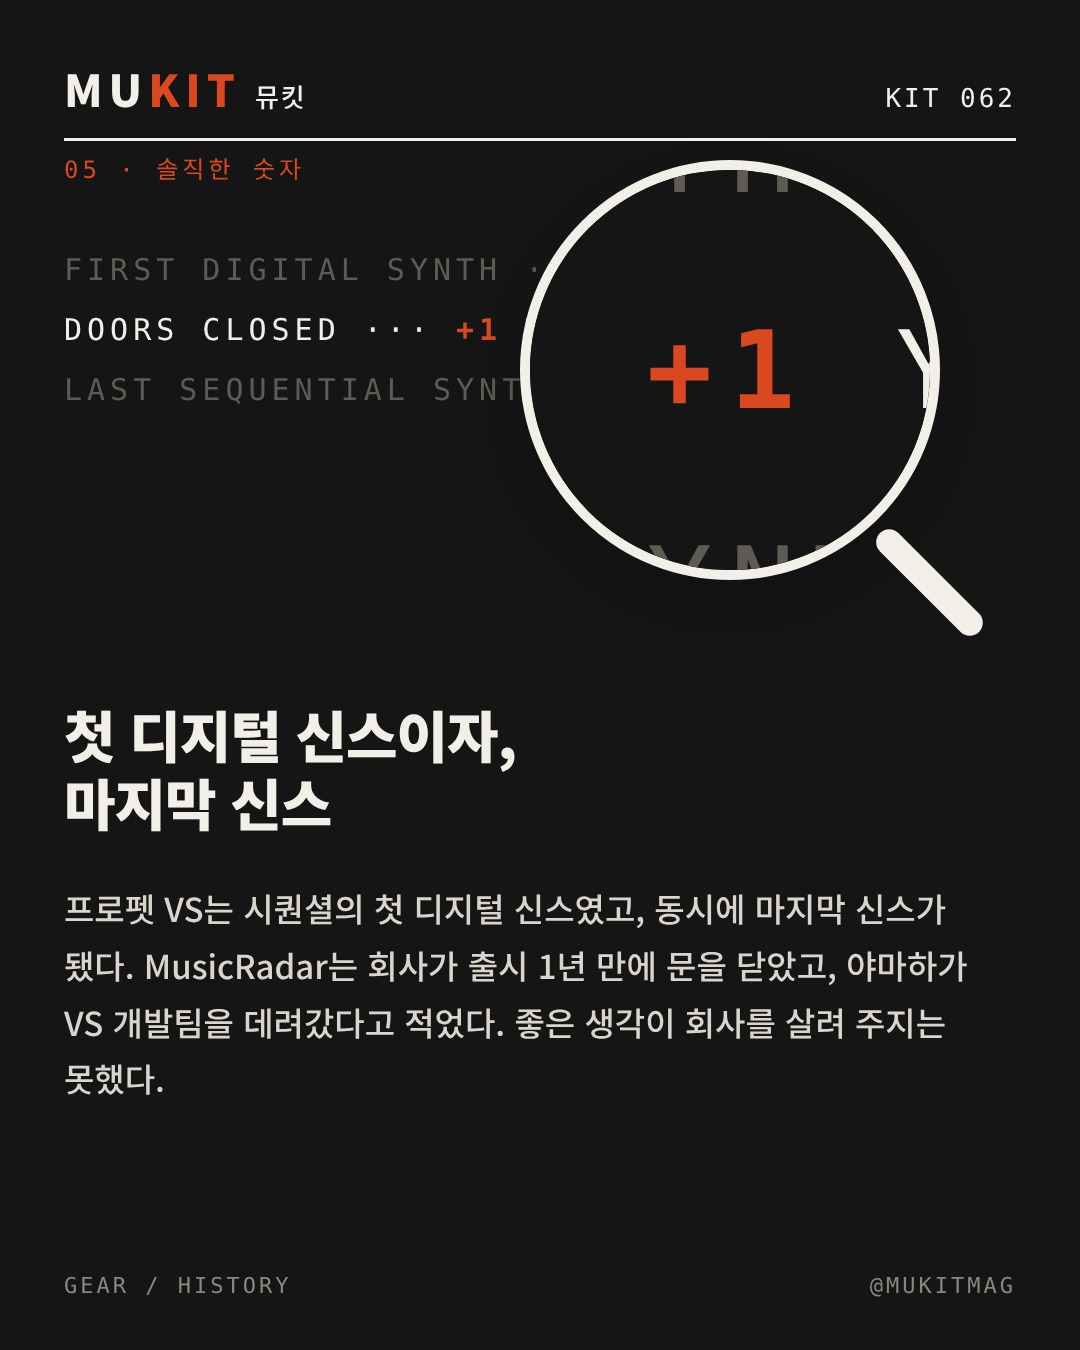 MUKIT 뮤킷
KIT 062
05 · 솔직한 숫자
FIRST DIGITAL SYNTH ·
DOORS CLOSED ··· +1
LAST SEQUENTIAL SYNT
+1 Y
첫 디지털 신스이자,
마지막 신스
프로펫 VS는 시퀀셜의 첫 디지털 신스였고, 동시에 마지막 신스가
됐다. MusicRadar는 회사가 출시 1년 만에 문을 닫았고, 야마하가
VS 개발팀을 데려갔다고 적었다. 좋은 생각이 회사를 살려 주지는
못했다.
GEAR / HISTORY
@MUKITMAG